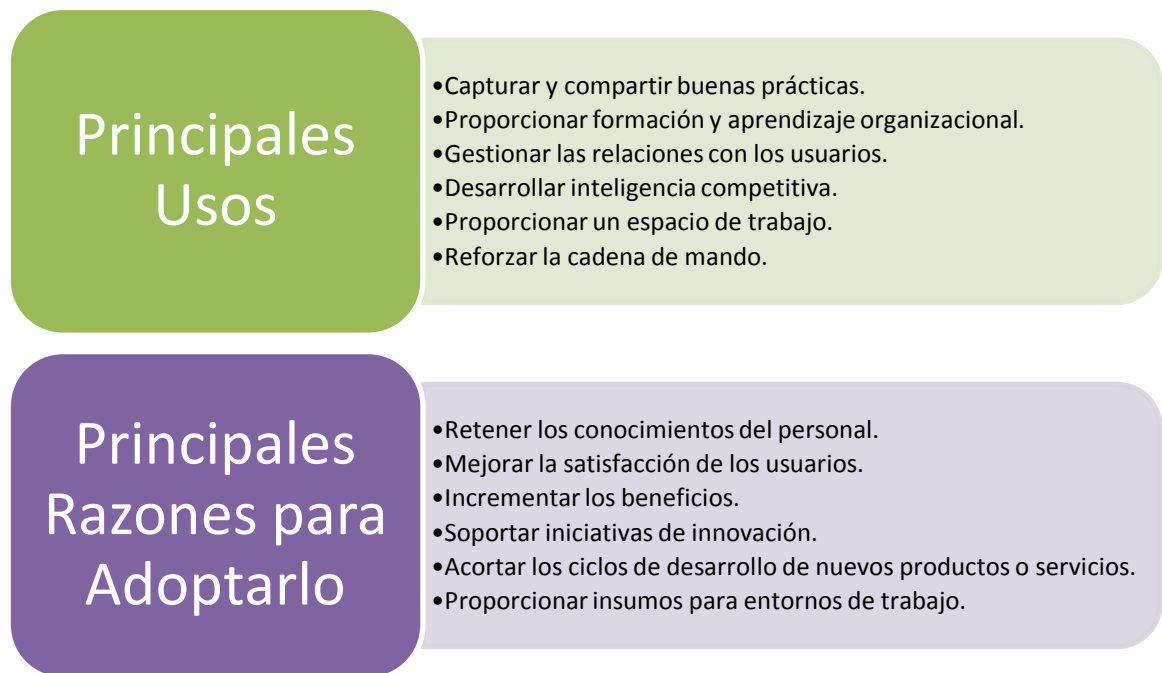 Principales
Usos
•Capturar y compartir buenas prácticas.
•Proporcionar formación y aprendizaje organizacional.
•Gestionar las relaciones con los usuarios.
•Desarrollar inteligencia competitiva.
•Proporcionar un espacio de trabajo.
•Reforzar la cadena de mando.
Principales
Razones para
Adoptarlo
•Retener los conocimientos del personal.
•Mejorar la satisfacción de los usuarios.
•Incrementar los beneficios.
•Soportar iniciativas de innovación.
•Acortar los ciclos de desarrollo de nuevos productos o servicios.
•Proporcionar insumos para entornos de trabajo.